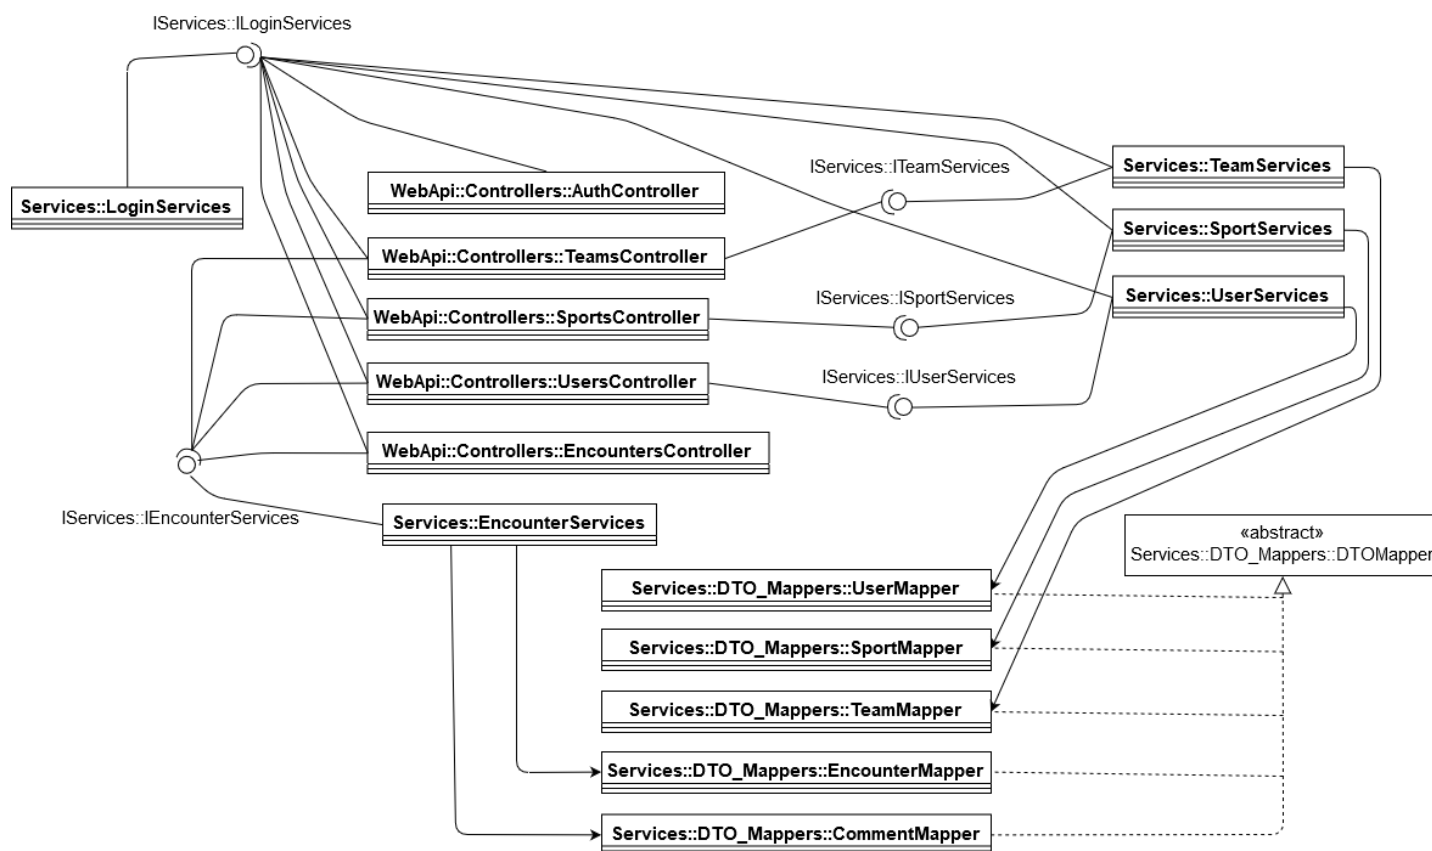 IServices::ILoginServices
Services::TeamServices
IServices::ITeamServices
WebApi::Controllers::AuthController
Services::LoginServices
Services::SportServices
WebApi::Controllers::TeamsController
Services::UserServices
IServices::ISportServices
WebApi::Controllers::SportsController
IServices::IUserServices
WebApi::Controllers::UsersController
WebApi::Controllers::EncountersController
IServices::IEncounterServices
Services::EncounterServices
«abstract»
Services::DTO_Mappers::DTOMapper
Services::DTO_Mappers::UserMapper
Services::DTO_Mappers::SportMapper
Services::DTO_Mappers::TeamMapper
Services::DTO_Mappers::EncounterMapper
Services::DTO_Mappers::CommentMapper